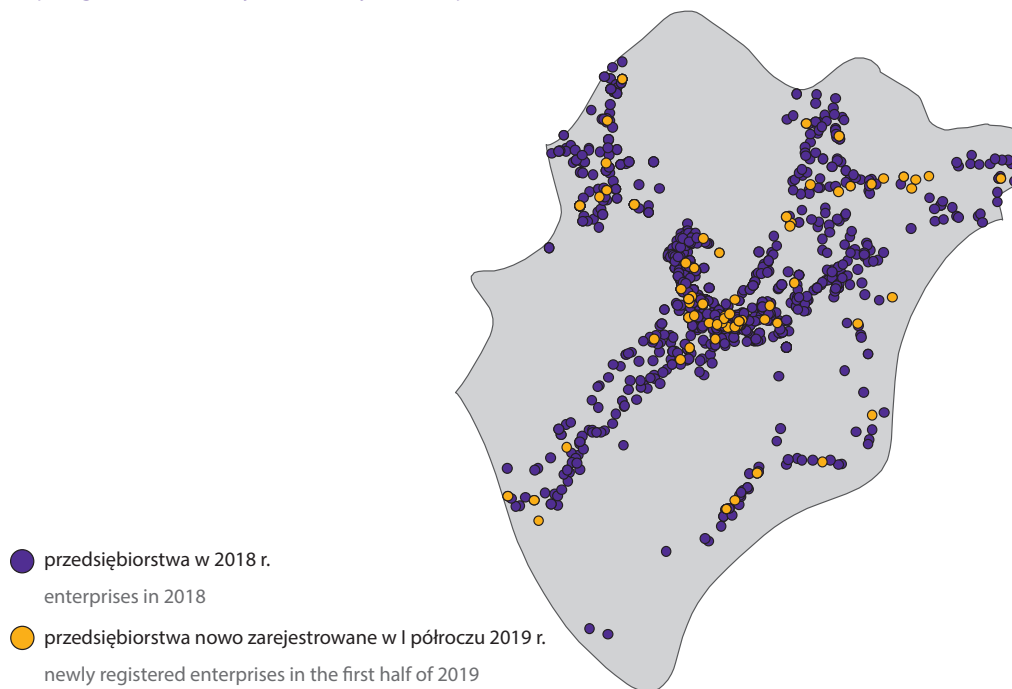 przedsiębiorstwa w 2018 r.
enterprises in 2018
przedsiębiorstwa nowo zarejestrowane w I półroczu 2019 r.
newly registered enterprises in the first half of 2019